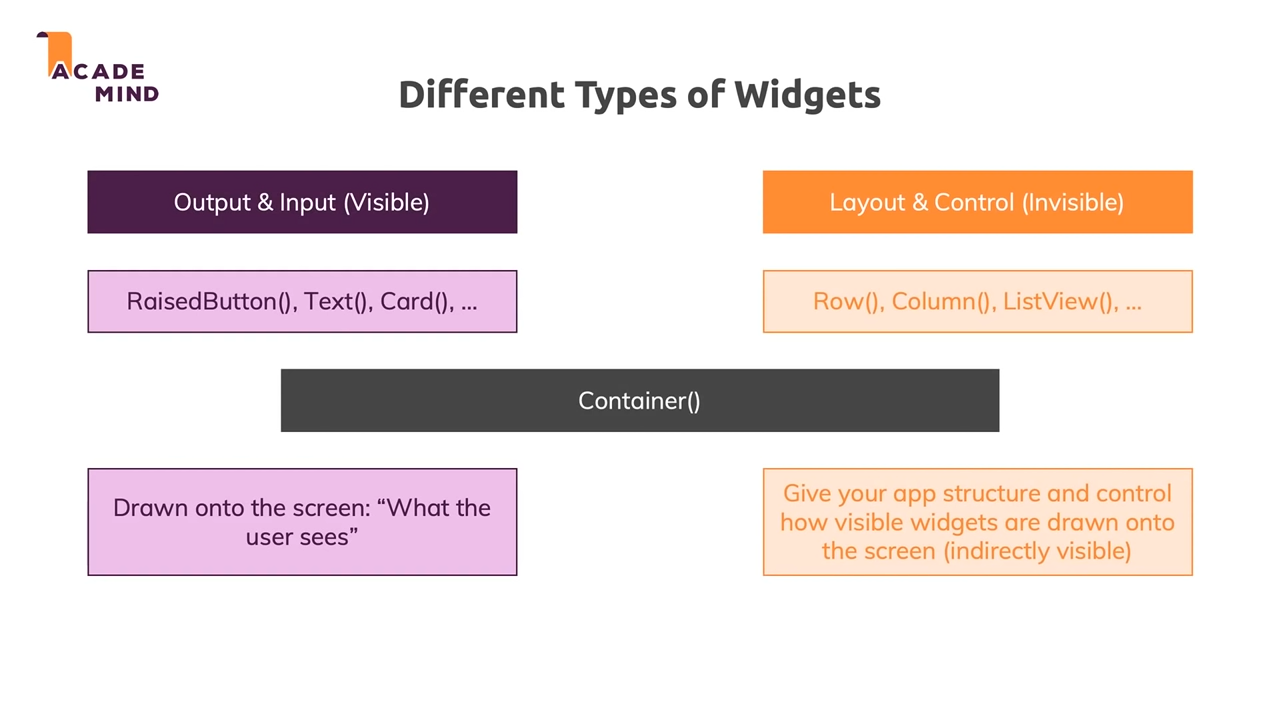 ACADE
MIND
Different Types of Widgets
Output & Input (Visible)
Layout & Control (Invisible)
RaisedButton(), Text(), Card(), ...
Row(), Column(), ListView(), ...
Container()
Drawn onto the screen: “What the
user sees”
Give your app structure and control
how visible widgets are drawn onto
the screen (indirectly visible)